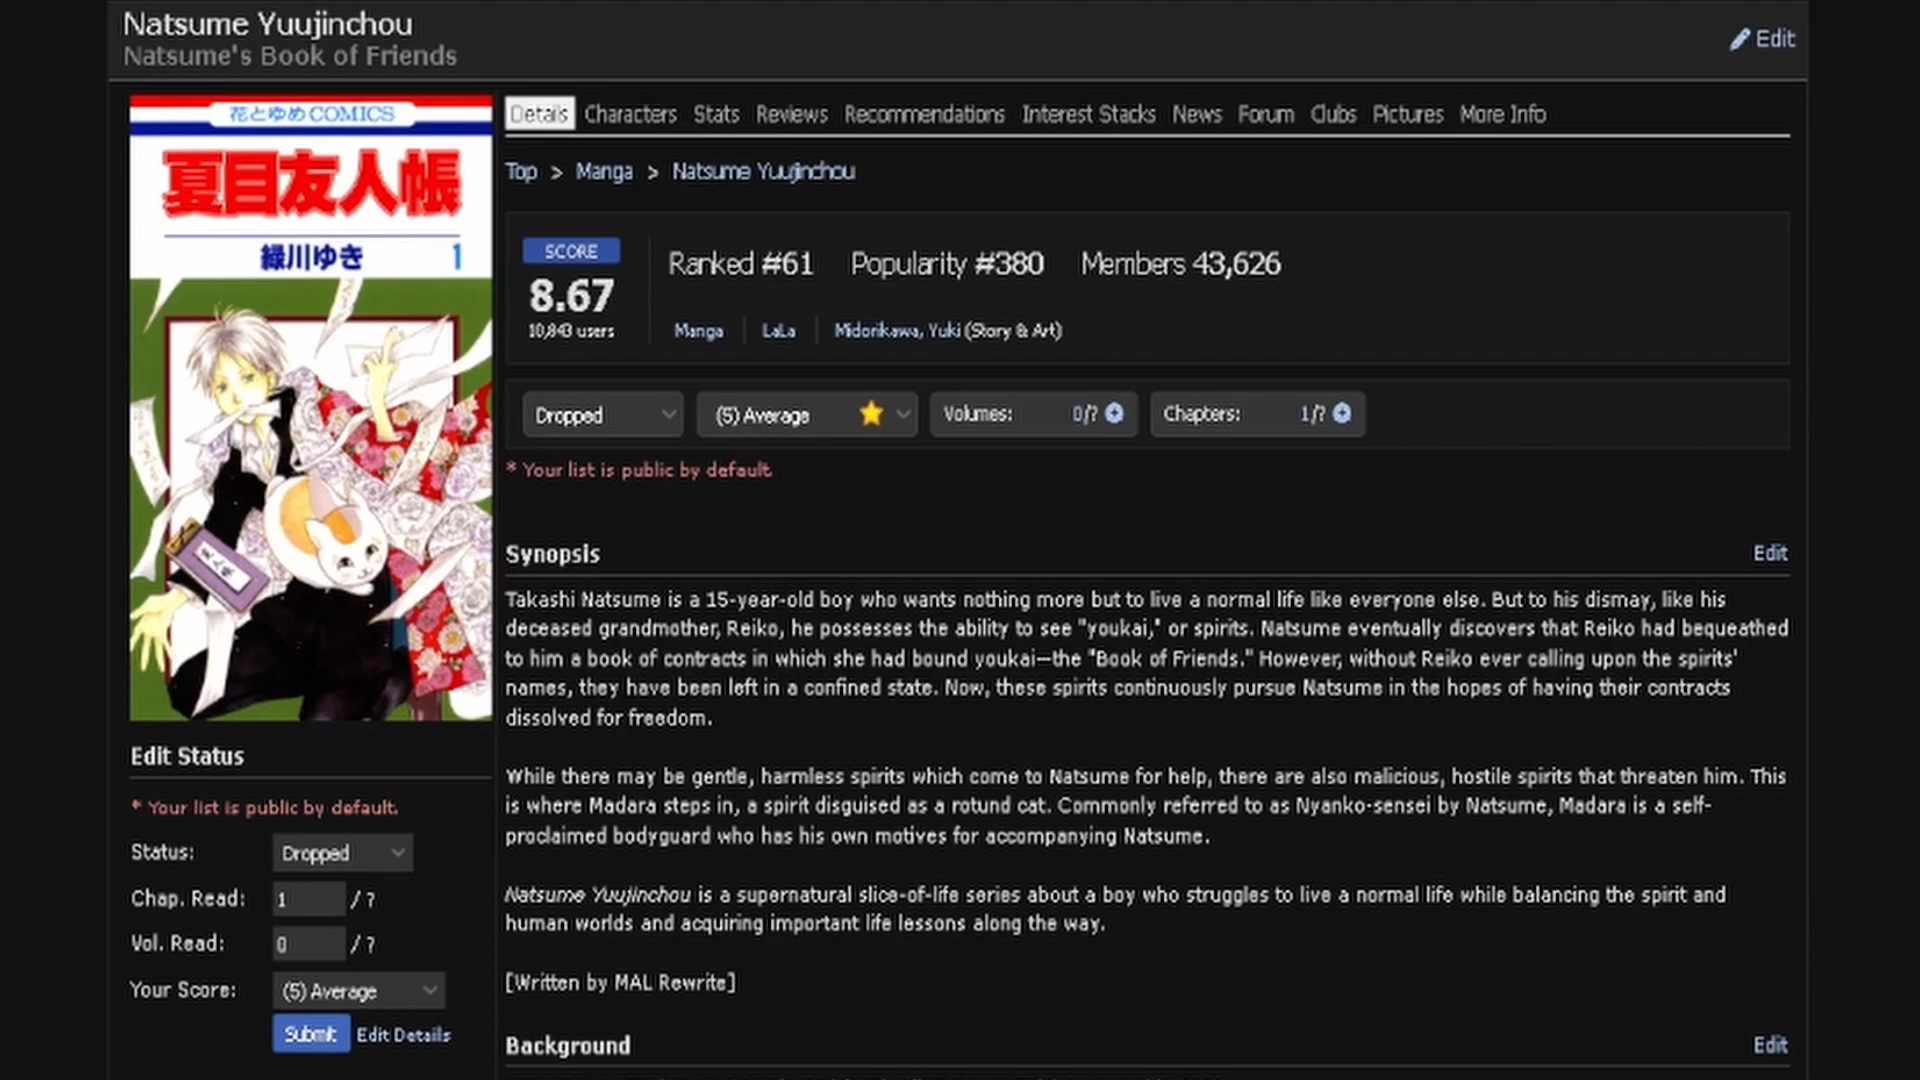 Natsume Yuujinchou
Natsume's Book of Friends
Edit
花とゆめCOMICS
夏目友人帳
緑川ゆき 1
Details Characters Stats Reviews Recommendations Interest Stacks News Forum Clubs Pictures More Info
Top > Manga > Natsume Yuujinchou
SCORE
8.67
10,843 users
Ranked #61 Popularity #380 Members 43,626
Manga LaLa Midorikawa, Yuki (Story & Art)
Dropped (5) Average Volumes: 0/? Chapters: 1/?
* Your list is public by default.
Synopsis Edit
Takashi Natsume is a 15-year-old boy who wants nothing more but to live a normal life like everyone else. But to his dismay, like his
deceased grandmother, Reiko, he possesses the ability to see "youkai," or spirits. Natsume eventually discovers that Reiko had bequeathed
to him a book of contracts in which she had bound youkai—the "Book of Friends." However, without Reiko ever calling upon the spirits'
names, they have been left in a confined state. Now, these spirits continuously pursue Natsume in the hopes of having their contracts
dissolved for freedom.
While there may be gentle, harmless spirits which come to Natsume for help, there are also malicious, hostile spirits that threaten him. This
is where Madara steps in, a spirit disguised as a rotund cat. Commonly referred to as Nyanko-sensei by Natsume, Madara is a self-
proclaimed bodyguard who has his own motives for accompanying Natsume.
Natsume Yuujinchou is a supernatural slice-of-life series about a boy who struggles to live a normal life while balancing the spirit and
human worlds and acquiring important life lessons along the way.
[Written by MAL Rewrite]
Background Edit
Edit Status
* Your list is public by default.
Status: Dropped
Chap. Read: 1 / ?
Vol. Read: 0 / ?
Your Score: (5) Average
Submit Edit Details